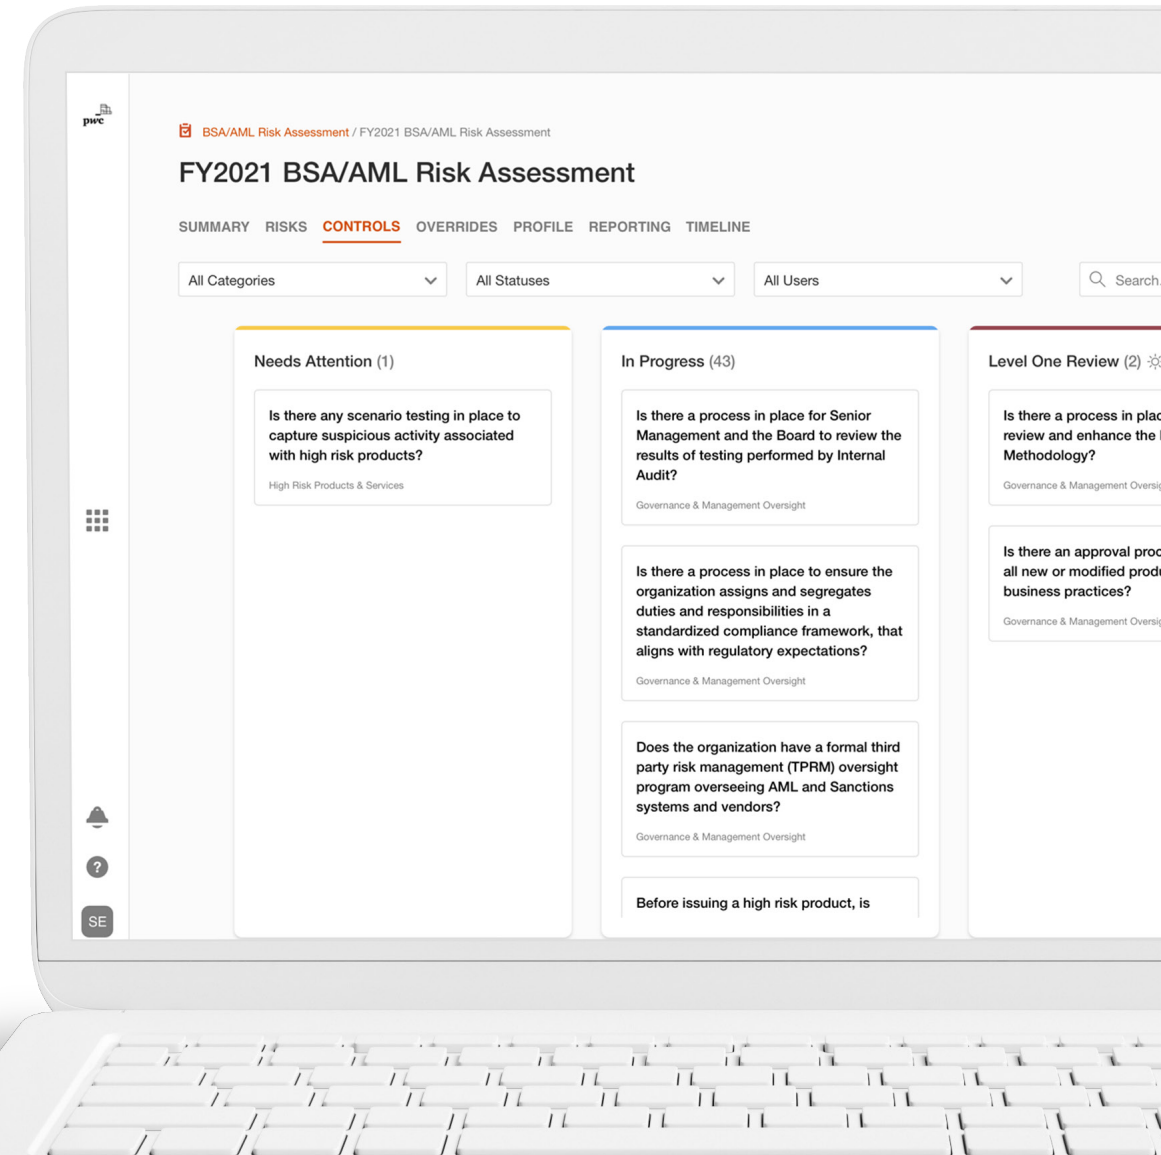 pwc
BSA/AML Risk Assessment / FY2021 BSA/AML Risk Assessment
FY2021 BSA/AML Risk Assessment
SUMMARY RISKS CONTROLS OVERRIDES PROFILE REPORTING TIMELINE
All Categories
All Statuses
All Users
Search
Needs Attention (1)
Is there any scenario testing in place to
capture suspicious activity associated
with high risk products?
High Risk Products & Services
In Progress (43)
Is there a process in place for Senior
Management and the Board to review the
results of testing performed by Internal
Audit?
Governance & Management Oversight
Is there a process in place to ensure the
organization assigns and segregates
duties and responsibilities in a
standardized compliance framework, that
aligns with regulatory expectations?
Governance & Management Oversight
Does the organization have a formal third
party risk management (TPRM) oversight
program overseeing AML and Sanctions
systems and vendors?
Governance & Management Oversight
Before issuing a high risk product, is
Level One Review (2)
Is there a process in
review and enhance the
Methodology?
Governance & Management
Is there an approval
all new or modified
business practices?
Governance & Management
?
SE